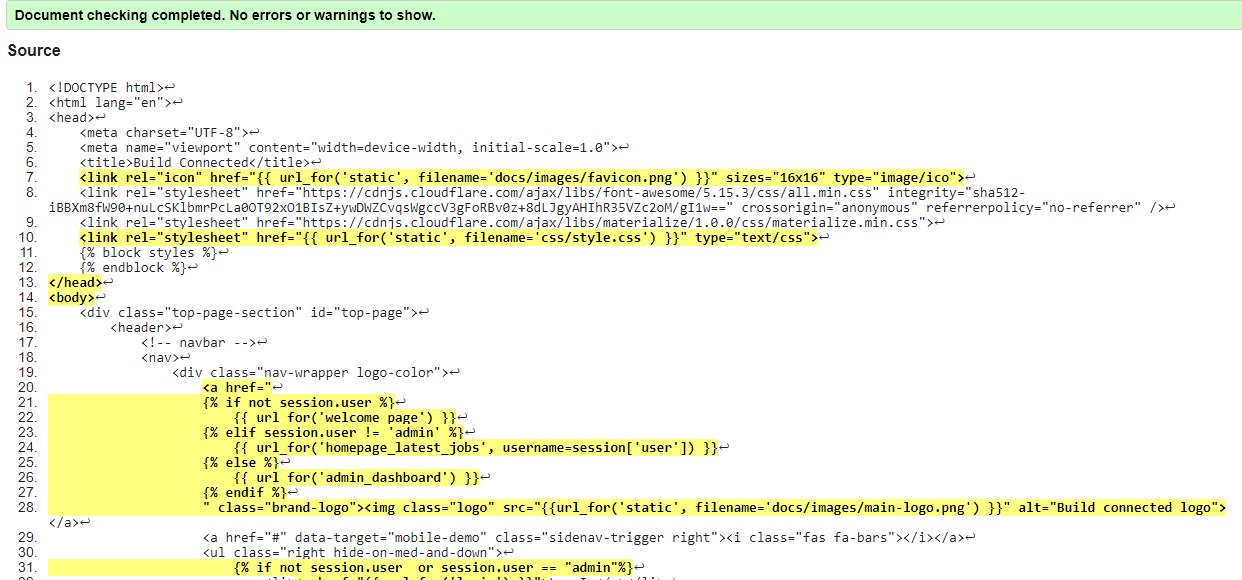 Document checking completed. No errors or warnings to show.
Source
1. <!DOCTYPE html>↩
2. <html lang="en">↩
3. <head>↩
4. <meta charset="UTF-8">↩
5. <meta name="viewport" content="width=device-width, initial-scale=1.0">↩
6. <title>Build Connected</title>↩
7. <link rel="icon" href="{{ url_for('static', filename='docs/images/favicon.png') }}" sizes="16x16" type="image/ico">↩
8. <link rel="stylesheet" href="https://cdnjs.cloudflare.com/ajax/libs/font-awesome/5.15.3/css/all.min.css" integrity="sha512-
iBBXm8fW90+nuLcSKlbmrPcLa0OT92xO1BIsZ+ywDWZCvqsWgccV3gFoRBv0z+8dLJgyAHIhR35VZc2oM/gI1w==" crossorigin="anonymous" referrerpolicy="no-referrer" />↩
9. <link rel="stylesheet" href="https://cdnjs.cloudflare.com/ajax/libs/materialize/1.0.0/css/materialize.min.css">↩
10. <link rel="stylesheet" href="{{ url_for('static', filename='css/style.css') }}" type="text/css">↩
11. {% block styles %}↩
12. {% endblock %}↩
13. </head>↩
14. <body>↩
15. <div class="top-page-section" id="top-page">↩
16. <header>↩
17. <!-- navbar -->↩
18. <nav>↩
19. <div class="nav-wrapper logo-color">↩
20. <a href="↩
21. {% if not session.user %}↩
22. {{ url_for('welcome_page') }}↩
23. {% elif session.user != 'admin' %}↩
24. {{ url_for('homepage_latest_jobs', username=session['user']) }}↩
25. {% else %}↩
26. {{ url_for('admin_dashboard') }}↩
27. {% endif %}↩
28. " class="brand-logo"><img class="logo" src="{{url_for('static', filename='docs/images/main-logo.png') }}" alt="Build connected logo">
</a>↩
29. <a href="#" data-target="mobile-demo" class="sidenav-trigger right"><i class="fas fa-bars"></i></a>↩
30. <ul class="right hide-on-med-and-down">↩
31. {% if not session.user  or session.user == "admin"%}↩